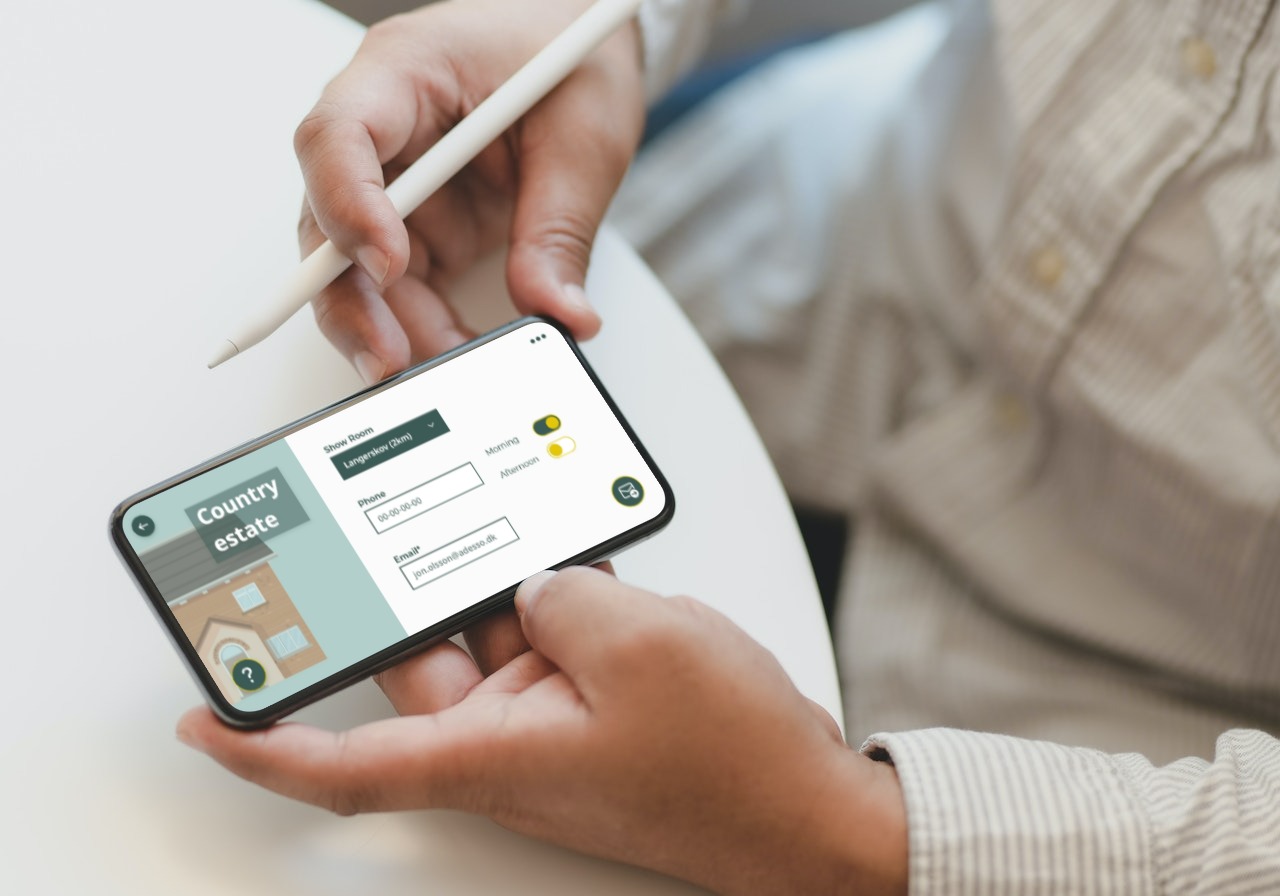 Country
estate
?
Show Room
Langerskov (2km)
Phone
00-00-00-00
Email*
jon.olsson@adesso.dk
Morning
Afternoon